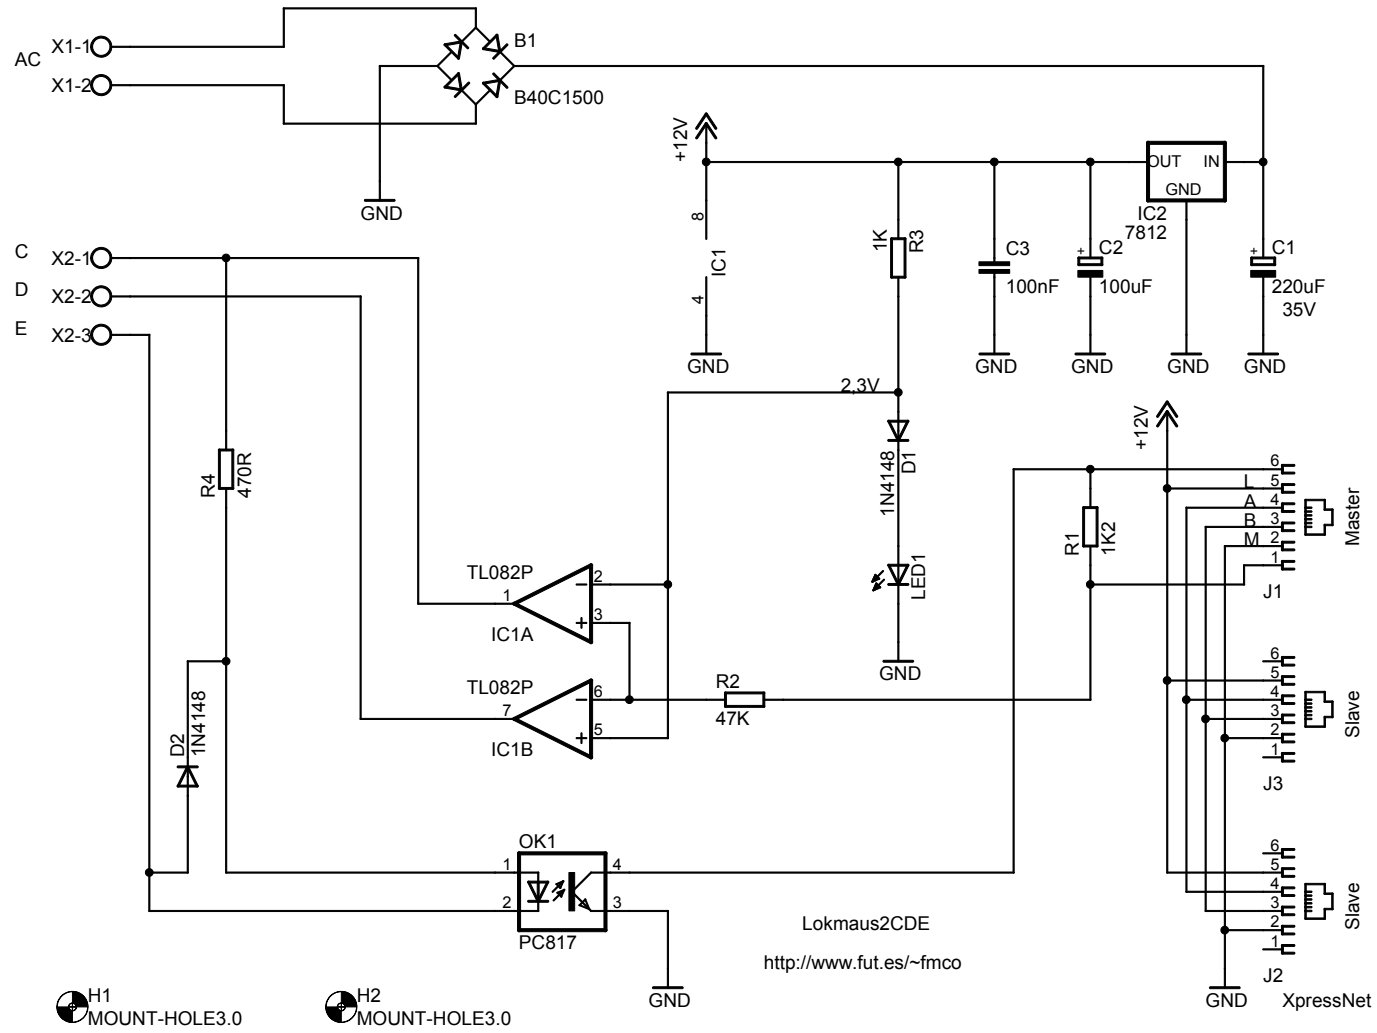 AC
X1-1
X1-2
B1
B40C1500
GND
+12V
8
IC1
4
GND
1K
R3
C3
100nF
GND
C2
100uF
GND
OUT IN
GND
IC2
7812
GND
C1
220uF
35V
GND
C X2-1
D X2-2
E X2-3
R4
470R
2,3V
1N4148
D1
LED1
GND
+12V
R1
1K2
L
A
B
M
6
5
4
3
2
1
J1
Master
TL082P
1
2
3
- 
+
IC1A
TL082P
7
6
5
-
+
IC1B
R2
47K
6
5
4
3
2
1
J3
Slave
D2
1N4148
OK1
1
2
4
3
PC817
GND
6
5
4
3
2
1
J2
Slave
GND
XpressNet
Lokmaus2CDE
http://www.fut.es/~fmco
H1
MOUNT-HOLE3.0
H2
MOUNT-HOLE3.0
+
+